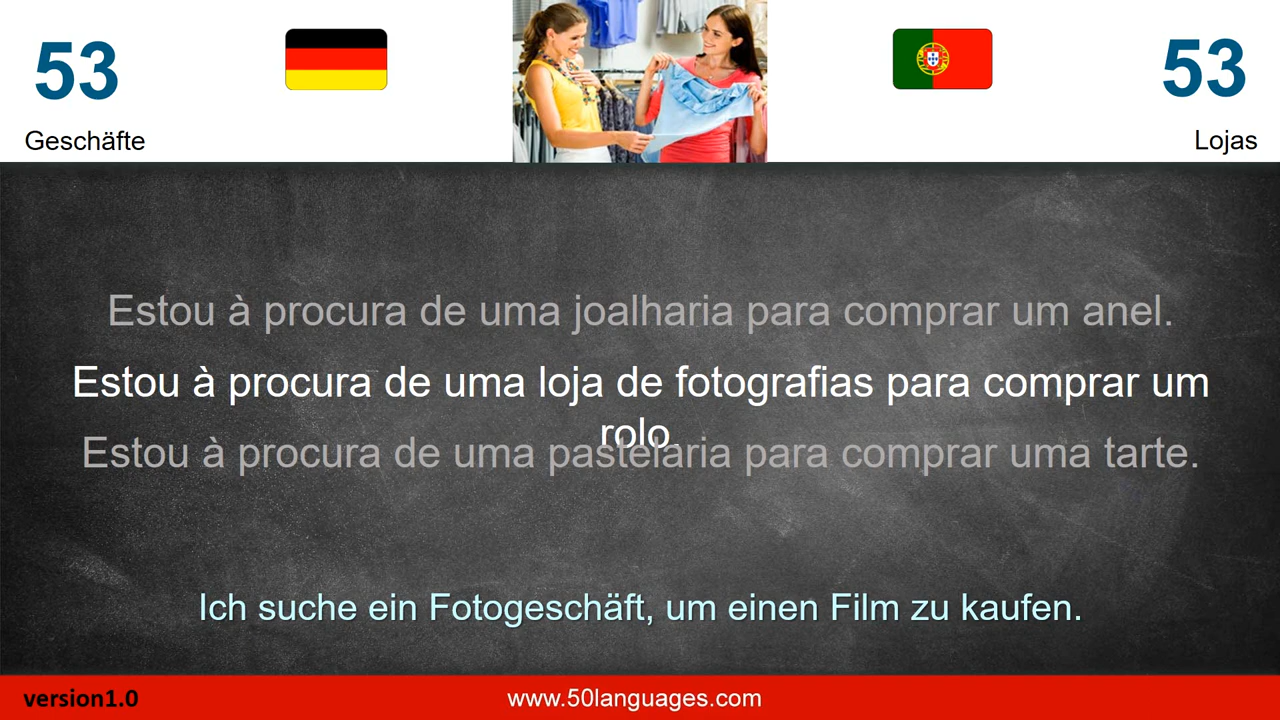 53
53
Geschäfte
Lojas
Estou à procura de uma joalharia para comprar um anel.
Estou à procura de uma loja de fotografias para comprar um
rolo.
Estou à procura de uma pastelaria para comprar uma tarte.
Ich suche ein Fotogeschäft, um einen Film zu kaufen.
version1.0
www.50languages.com